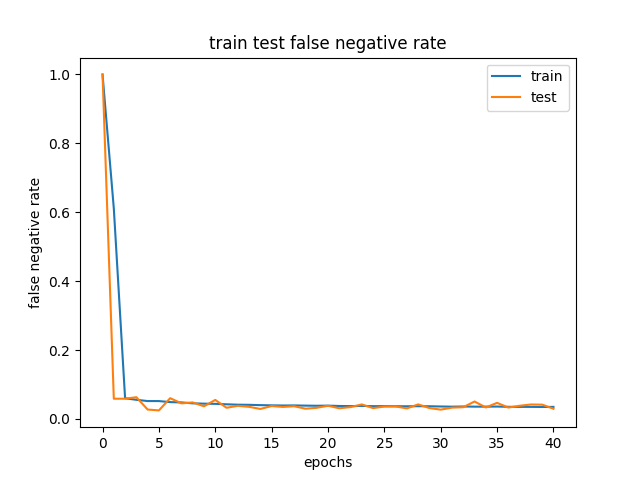 train test false negative rate
train
test
1.0
0.8
0.6
0.4
0.2
0.0
false negative rate
0 5 10 15 20 25 30 35 40
epochs